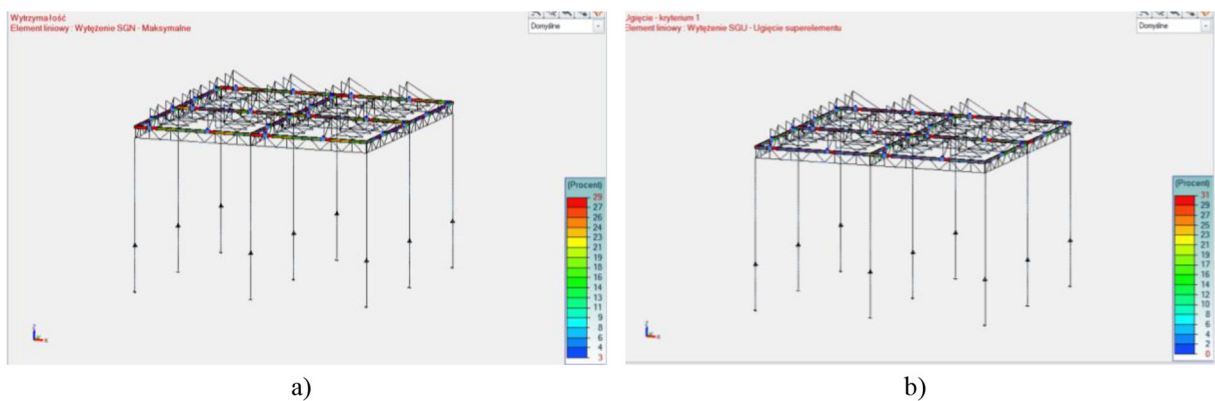 Wytrzymałość
Element liniowy : Wytężenie SGN - Maksymalne
Domyślne
(Procent)
29
27
26
24
23
21
19
18
16
14
13
11
9
8
6
4
3
z
x
a)
Ugięcie - kryterium 1
Element liniowy : Wytężenie SGU - Ugięcie superelementu
Domyślne
(Procent)
31
29
27
25
23
21
19
17
14
12
10
8
6
4
2
0
z
x
b)